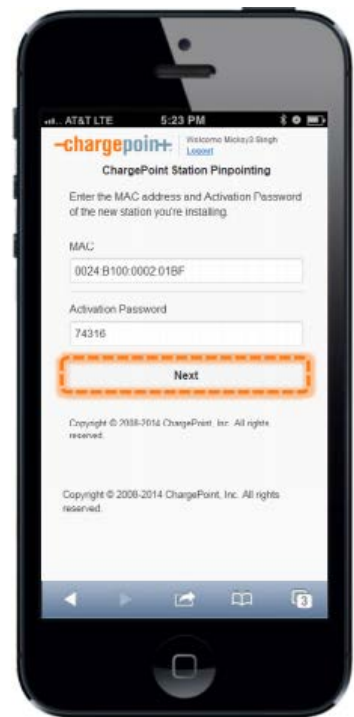 AT&T LTE 5:23 PM
-chargepoin+. Welcome Mickey3 Singh
Logout
ChargePoint Station Pinpointing
Enter the MAC address and Activation Password
of the new station you're installing.
MAC
0024:B100:0002:01BF
Activation Password
74316
Next
Copyright © 2008-2014 ChargePoint, Inc. All rights
reserved.
Copyright © 2008-2014 ChargePoint, Inc. All rights
reserved.
3